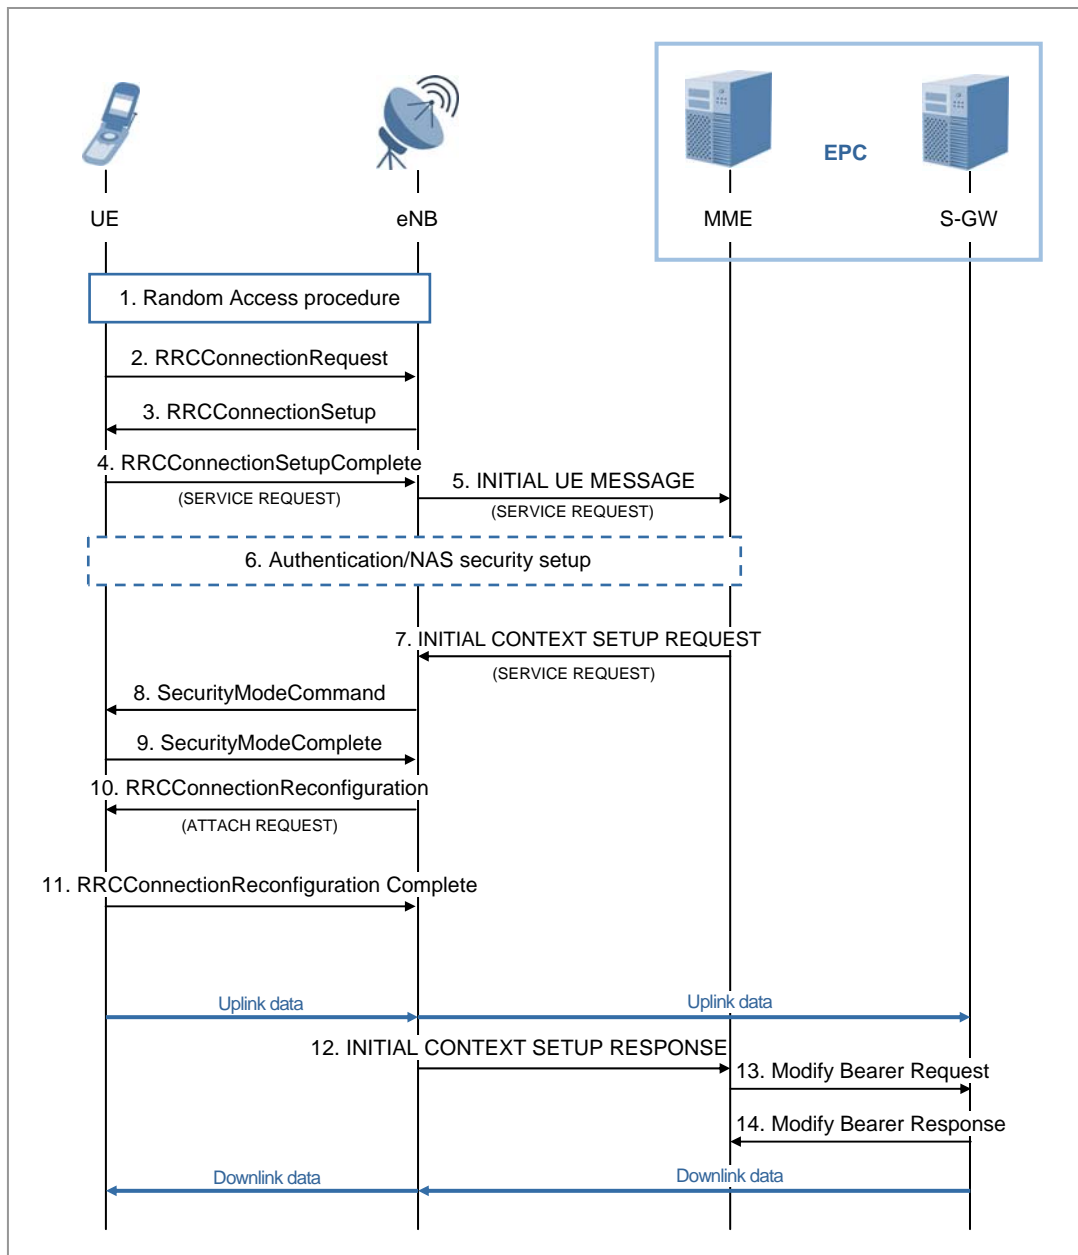 EPC
UE
eNB
MME
S-GW
1. Random Access procedure
2. RRCConnectionRequest
3. RRCConnectionSetup
4. RRCConnectionSetupComplete
(SERVICE REQUEST)
5. INITIAL UE MESSAGE
(SERVICE REQUEST)
6. Authentication/NAS security setup
7. INITIAL CONTEXT SETUP REQUEST
(SERVICE REQUEST)
8. SecurityModeCommand
9. SecurityModeComplete
10. RRCConnectionReconfiguration
(ATTACH REQUEST)
11. RRCConnectionReconfiguration Complete
Uplink data
Uplink data
12. INITIAL CONTEXT SETUP RESPONSE
13. Modify Bearer Request
14. Modify Bearer Response
Downlink data
Downlink data